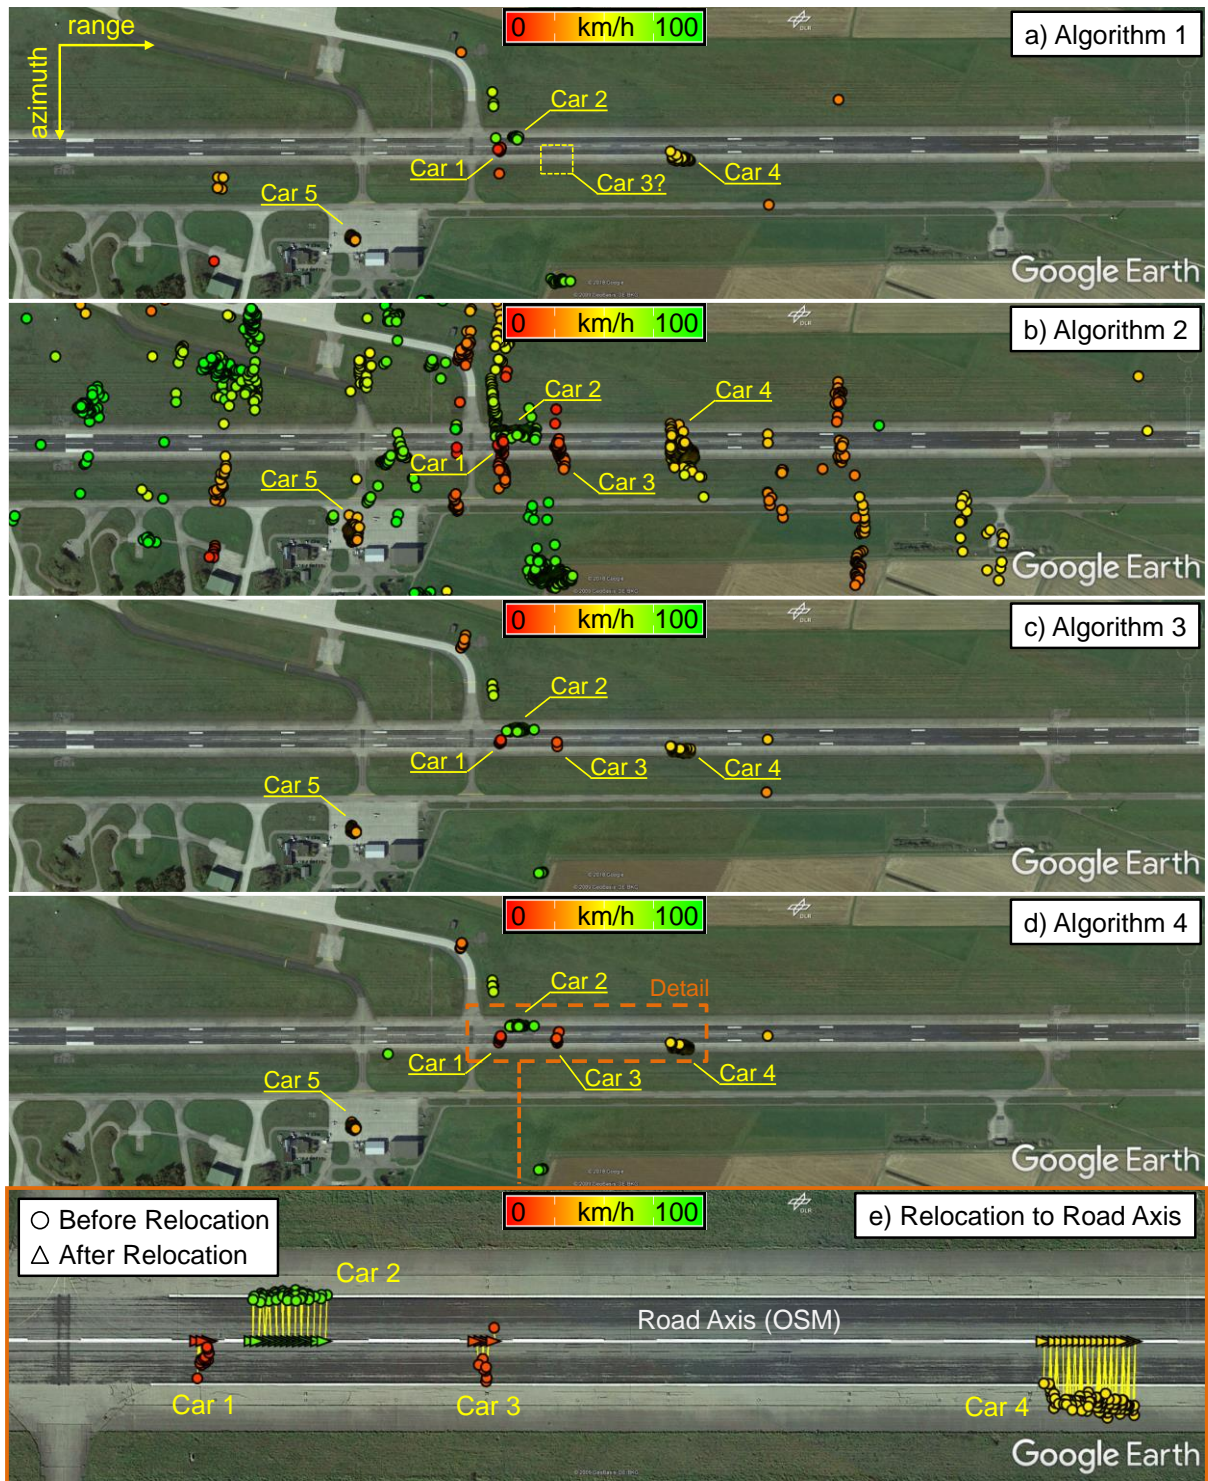 range
azimuth
0 km/h 100
a) Algorithm 1
Car 2
Car 1
Car 3?
Car 4
Car 5
Google Earth
0 km/h 100
DLR
b) Algorithm 2
Car 2
Car 4
Car 1
Car 3
Car 5
Google Earth
0 km/h 100
DLR
c) Algorithm 3
Car 2
Car 1
Car 3
Car 4
Car 5
Google Earth
0 km/h 100
DLR
d) Algorithm 4
Car 2
Detail
Car 1
Car 3
Car 4
Car 5
Google Earth
Before Relocation
After Relocation
0 km/h 100
DLR
e) Relocation to Road Axis
Car 2
Road Axis (OSM)
Car 1
Car 3
Car 4
Google Earth